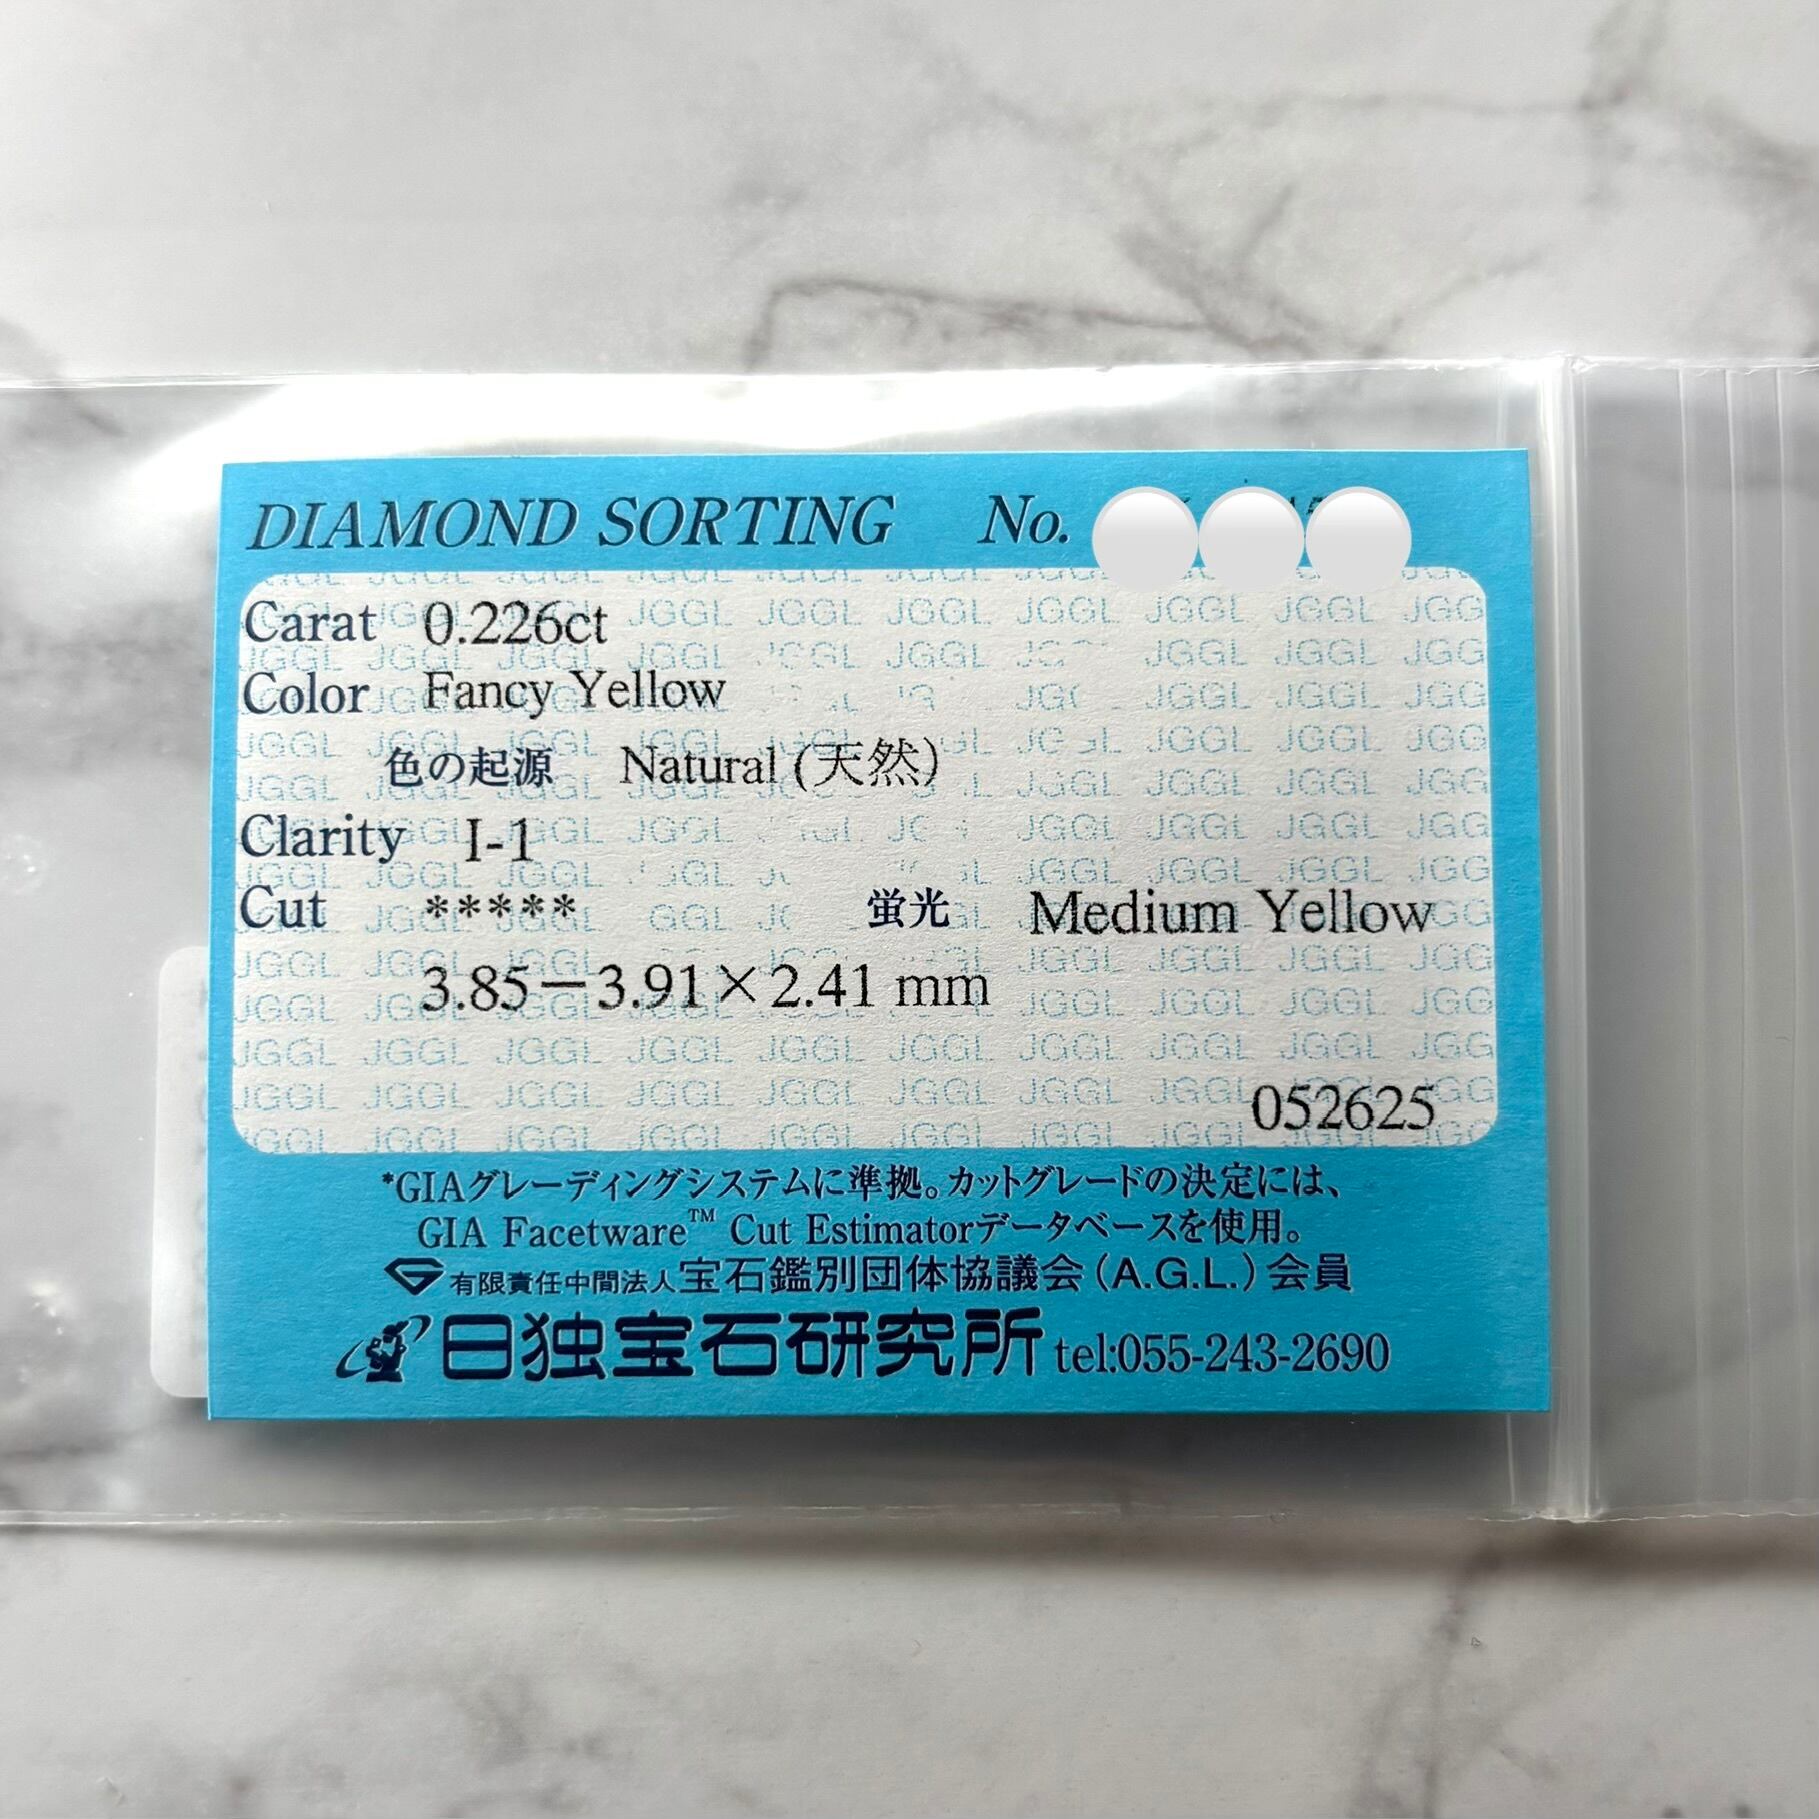 DIAMOND SORTING No.
Carat 0.226ct
Color Fancy Yellow
色の起源 Natural (天然)
Clarity I-1
Cut ***** 蛍光 Medium Yellow
3.85－3.91×2.41 mm
052625
*GIAグレーディングシステムに準拠。カットグレードの決定には、
GIA Facetware™ Cut Estimatorデータベースを使用。
有限責任中間法人宝石鑑別団体協議会（A.G.L.）会員
日独宝石研究所 tel:055-243-2690
JGGL